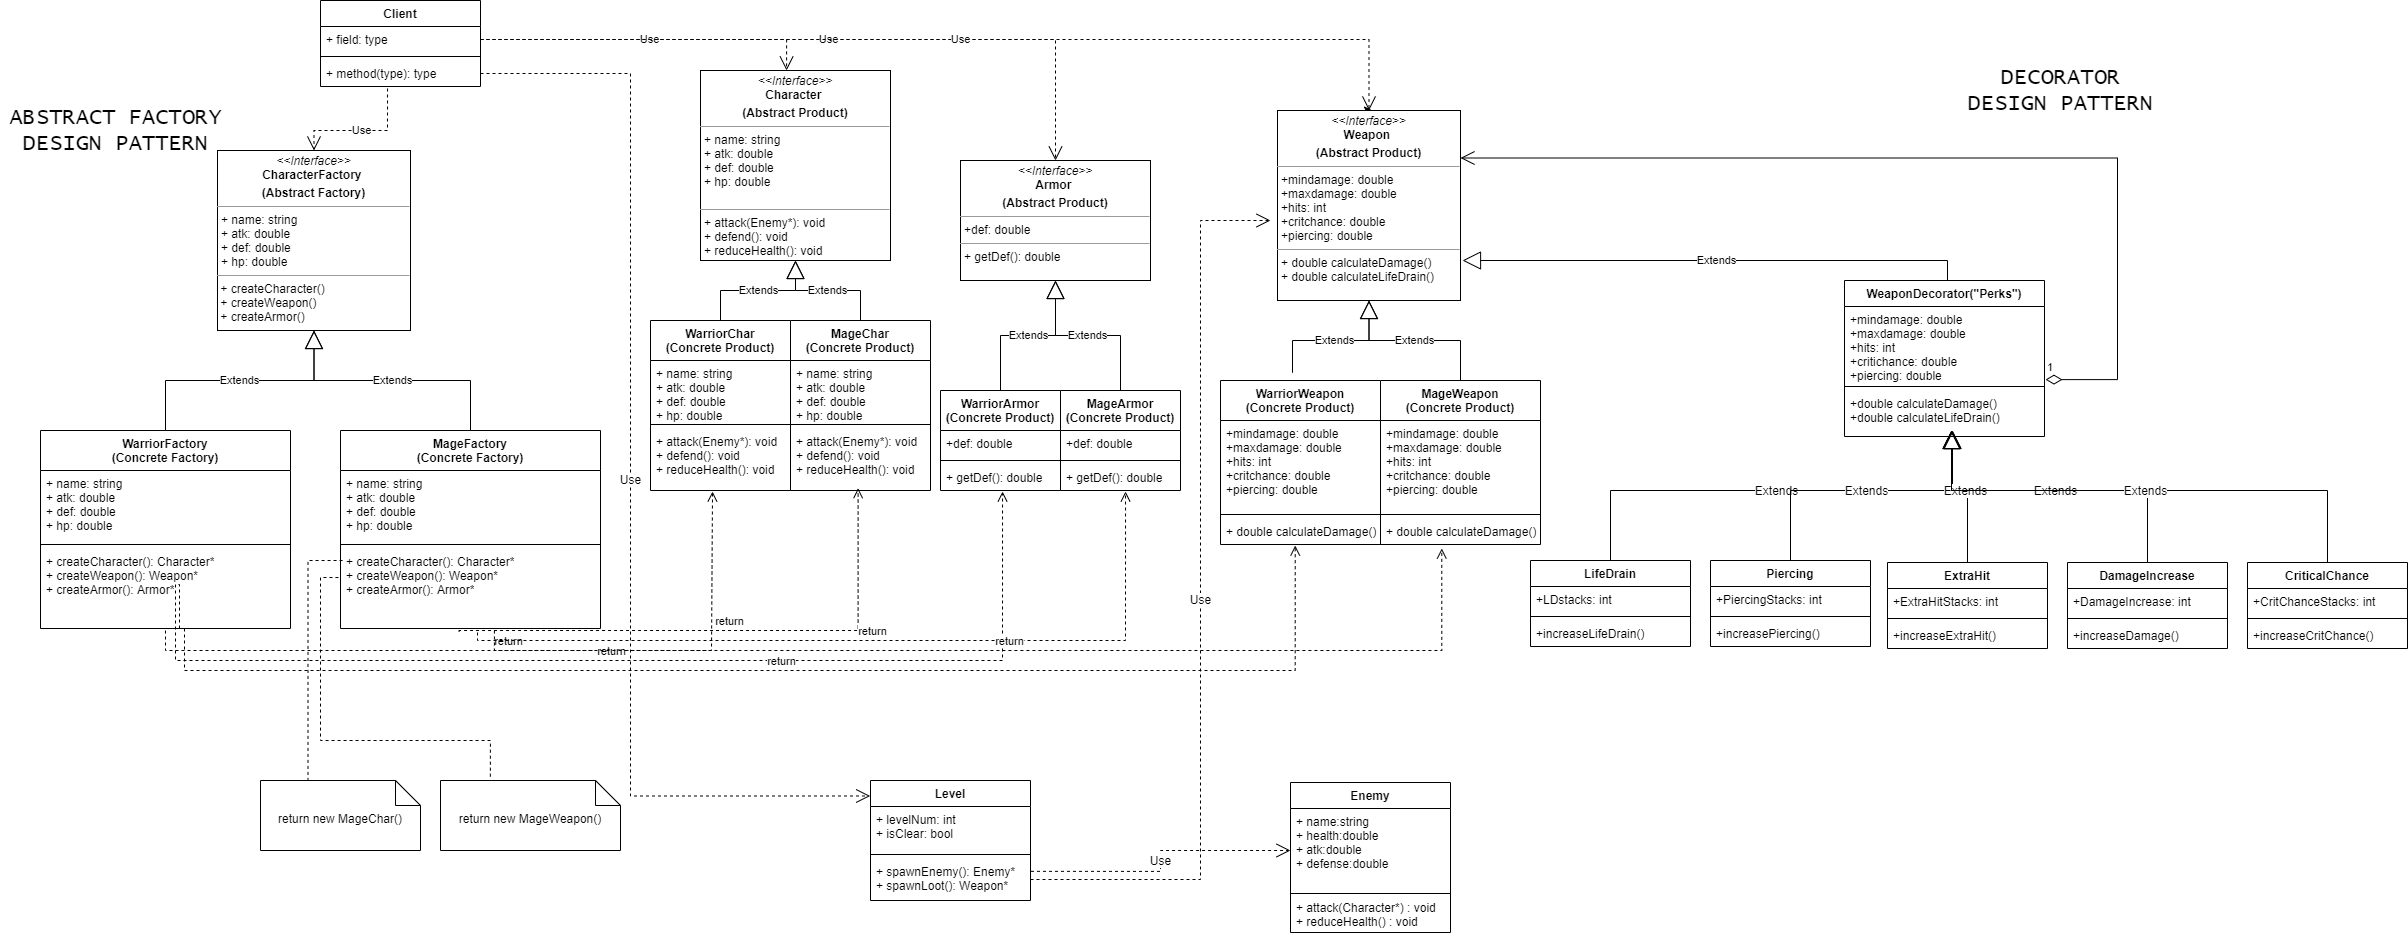 Client
+ field: type
+ method(type): type
ABSTRACT FACTORY
DESIGN PATTERN
DECORATOR
DESIGN PATTERN
Use
Use
Use
Use
<<Interface>>
CharacterFactory
(Abstract Factory)
+ name: string
+ atk: double
+ def: double
+ hp: double
+ createCharacter()
+ createWeapon()
+ createArmor()
Extends
Extends
WarriorFactory
(Concrete Factory)
+ name: string
+ atk: double
+ def: double
+ hp: double
+ createCharacter(): Character*
+ createWeapon(): Weapon*
+ createArmor(): Armor*
MageFactory
(Concrete Factory)
+ name: string
+ atk: double
+ def: double
+ hp: double
+ createCharacter(): Character*
+ createWeapon(): Weapon*
+ createArmor(): Armor*
<<Interface>>
Character
(Abstract Product)
+ name: string
+ atk: double
+ def: double
+ hp: double
+ attack(Enemy*): void
+ defend(): void
+ reduceHealth(): void
Extends
Extends
WarriorChar
(Concrete Product)
+ name: string
+ atk: double
+ def: double
+ hp: double
+ attack(Enemy*): void
+ defend(): void
+ reduceHealth(): void
MageChar
(Concrete Product)
+ name: string
+ atk: double
+ def: double
+ hp: double
+ attack(Enemy*): void
+ defend(): void
+ reduceHealth(): void
<<Interface>>
Armor
(Abstract Product)
+def: double
+ getDef(): double
Extends
Extends
WarriorArmor
(Concrete Product)
+def: double
+ getDef(): double
MageArmor
(Concrete Product)
+def: double
+ getDef(): double
<<Interface>>
Weapon
(Abstract Product)
+mindamage: double
+maxdamage: double
+hits: int
+critchance: double
+piercing: double
+ double calculateDamage()
+ double calculateLifeDrain()
Extends
Extends
WarriorWeapon
(Concrete Product)
+mindamage: double
+maxdamage: double
+hits: int
+critchance: double
+piercing: double
+ double calculateDamage()
MageWeapon
(Concrete Product)
+mindamage: double
+maxdamage: double
+hits: int
+critchance: double
+piercing: double
+ double calculateDamage()
Extends
WeaponDecorator("Perks")
+mindamage: double
+maxdamage: double
+hits: int
+critichance: double
+piercing: double
+double calculateDamage()
+double calculateLifeDrain()
1
Extends
Extends
Extends
Extends
Extends
LifeDrain
+LDstacks: int
+increaseLifeDrain()
Piercing
+PiercingStacks: int
+increasePiercing()
ExtraHit
+ExtraHitStacks: int
+increaseExtraHit()
DamageIncrease
+DamageIncrease: int
+increaseDamage()
CriticalChance
+CritChanceStacks: int
+increaseCritChance()
Use
Use
return
return
return
return
return
return
return new MageChar()
return new MageWeapon()
Level
+ levelNum: int
+ isClear: bool
+ spawnEnemy(): Enemy*
+ spawnLoot(): Weapon*
Use
Enemy
+ name:string
+ health:double
+ atk:double
+ defense:double
+ attack(Character*) : void
+ reduceHealth() : void